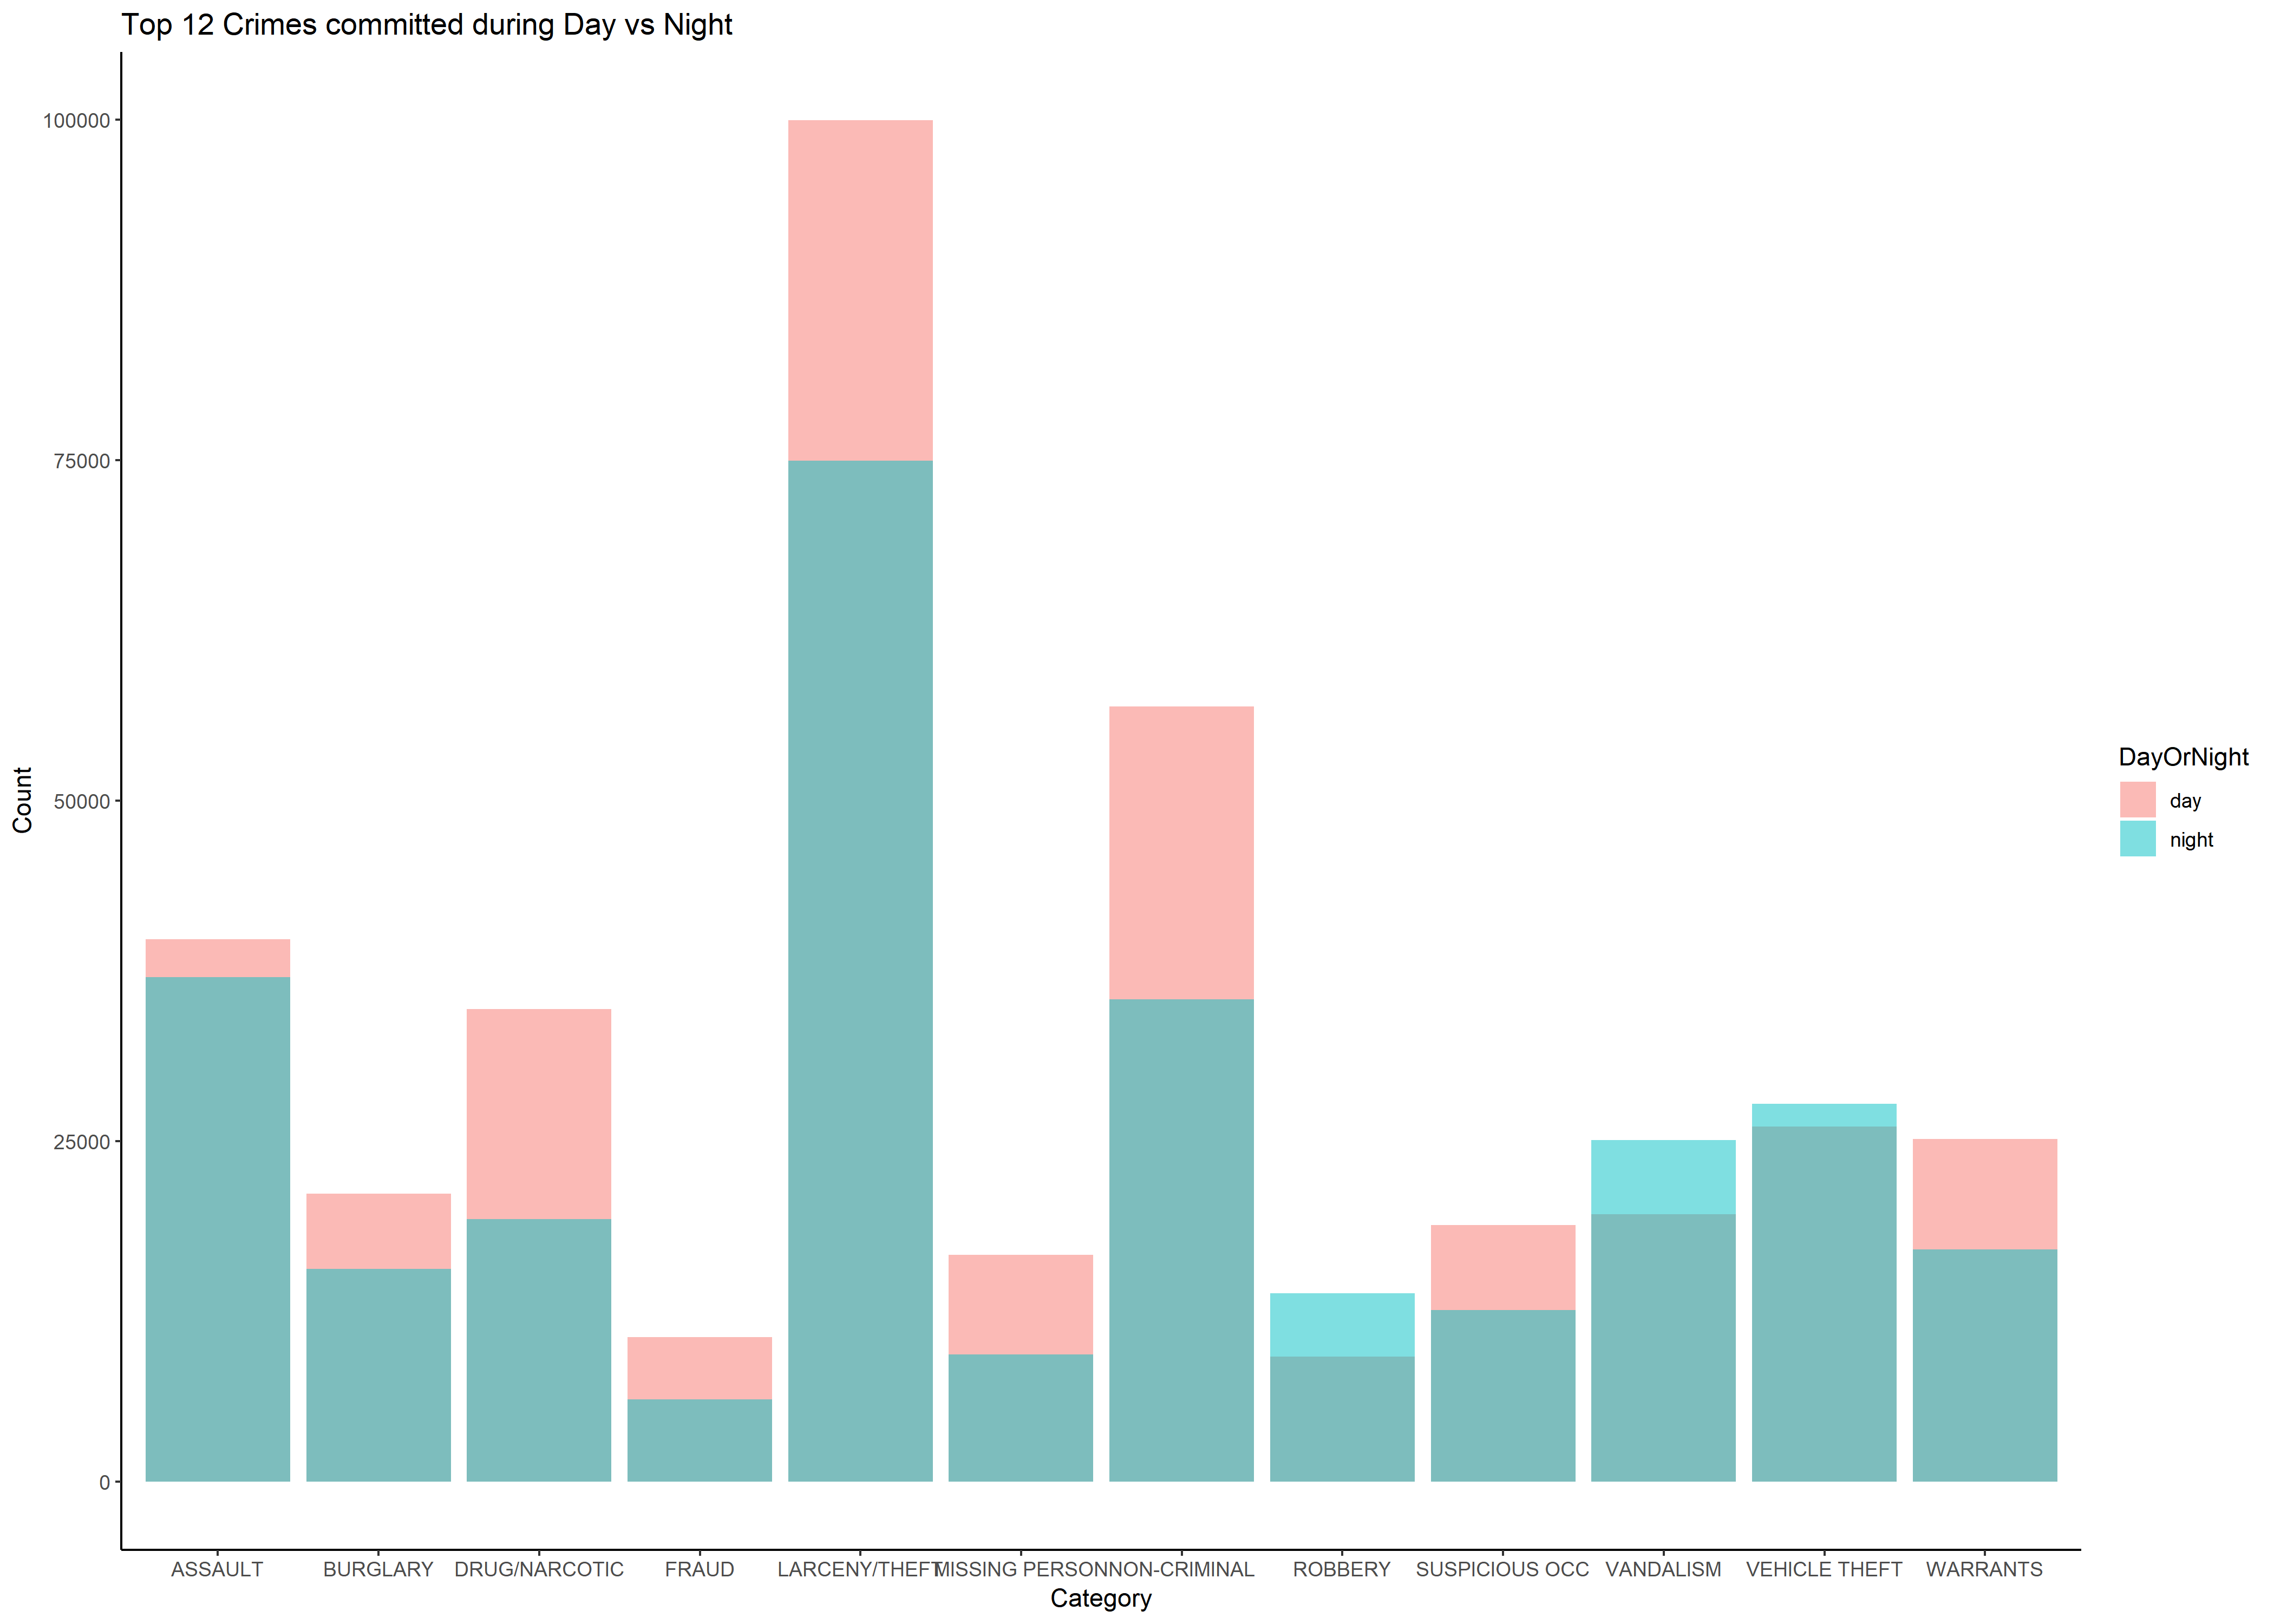 Top 12 Crimes committed during Day vs Night
100000
75000
50000
25000
0
Count
ASSAULT BURGLARY DRUG/NARCOTIC FRAUD LARCENY/THEFT MISSING PERSON NON-CRIMINAL ROBBERY SUSPICIOUS OCC VANDALISM VEHICLE THEFT WARRANTS
Category
DayOrNight
day
night